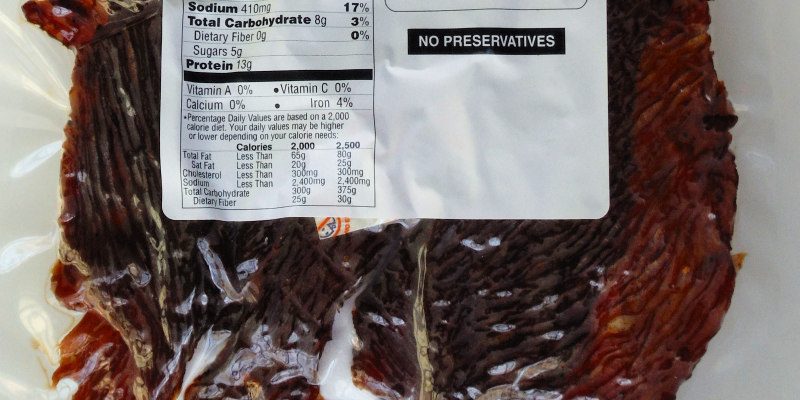 Sodium 410mg 17%
Total Carbohydrate 8g 3%
Dietary Fiber 0g 0%
Sugars 5g
Protein 13g
Vitamin A 0% • Vitamin C 0%
Calcium 0% • Iron 4%
*Percentage Daily Values are based on a 2,000
calorie diet. Your daily values may be higher
or lower depending on your calorie needs:
Calories 2,000 2,500
Total Fat Less Than 65g 80g
Sat Fat Less Than 20g 25g
Cholesterol Less Than 300mg 300mg
Sodium Less Than 2,400mg 2,400mg
Total Carbohydrate 300g 375g
Dietary Fiber 25g 30g
NO PRESERVATIVES